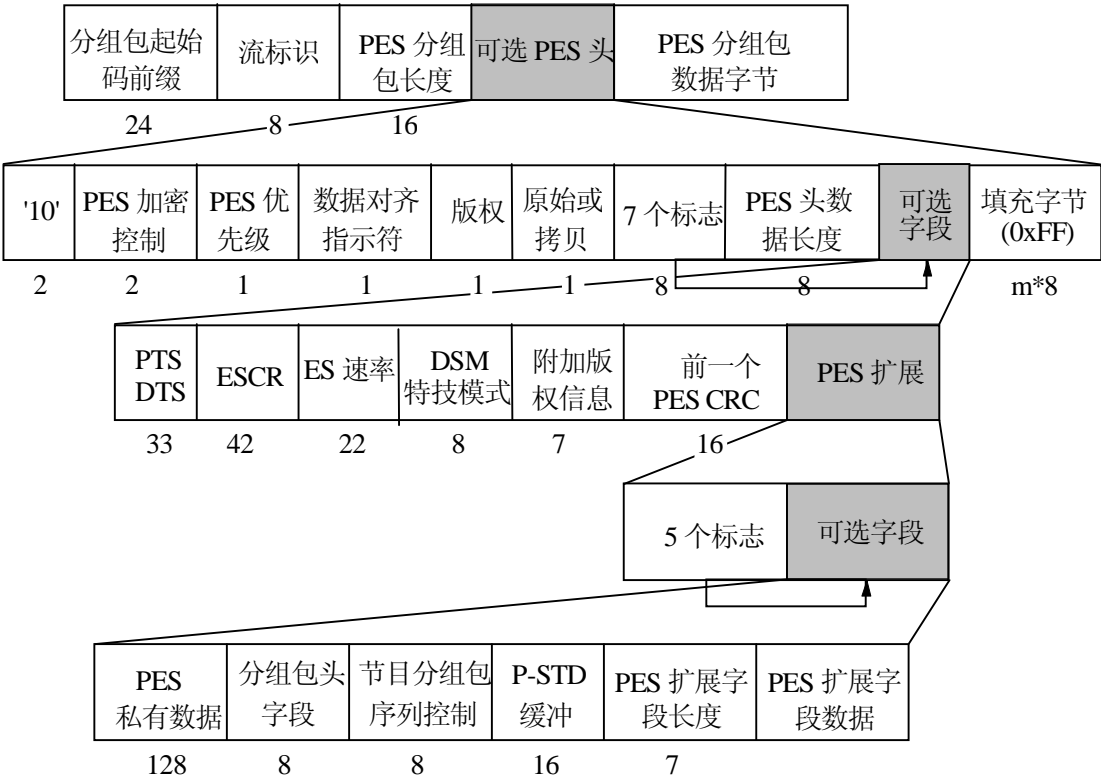 分组包起始
码前缀
流标识
PES 分组
包长度
可选 PES 头
PES 分组包
数据字节
24
8
16
'10'
PES 加密
控制
PES 优
先级
数据对齐
指示符
版权
原始或
拷贝
7 个标志
PES 头数
据长度
可选
字段
填充字节
(0xFF)
2
2
1
1
1
1
8
8
m*8
PTS
DTS
ESCR
ES 速率
DSM
特技模式
附加版
权信息
前一个
PES CRC
PES 扩展
33
42
22
8
7
16
5 个标志
可选字段
PES
私有数据
分组包头
字段
节目分组包
序列控制
P-STD
缓冲
PES 扩展字
段长度
PES 扩展字
段数据
128
8
8
16
7